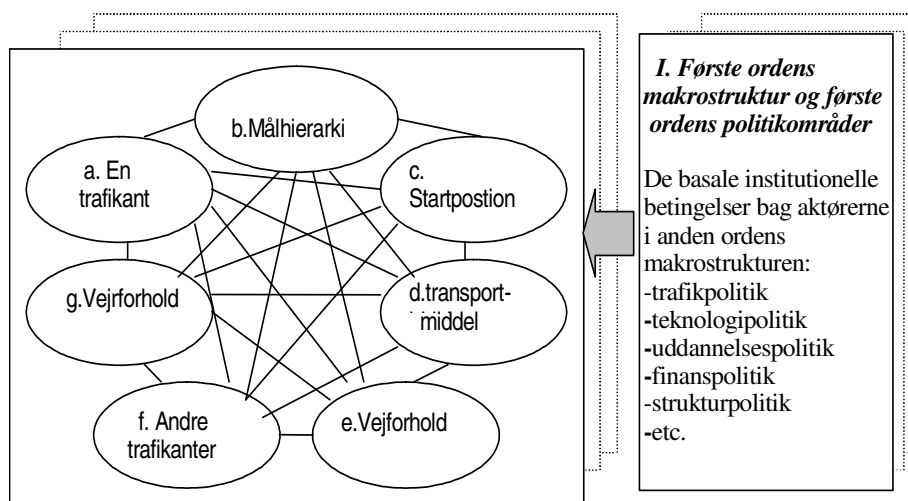 b.Målhierarki
a. En
trafikant
c.
Startpostion
g.Vejrforhold
d.transport-
middel
f. Andre
trafikanter
e.Vejforhold
I. Første ordens
makrostruktur og første
ordens politikområder
De basale institutionelle
betingelser bag aktørerne
i anden ordens
makrostrukturen:
-trafikpolitik
-teknologipolitik
-uddannelsespolitik
-finanspolitik
-strukturpolitik
-etc.